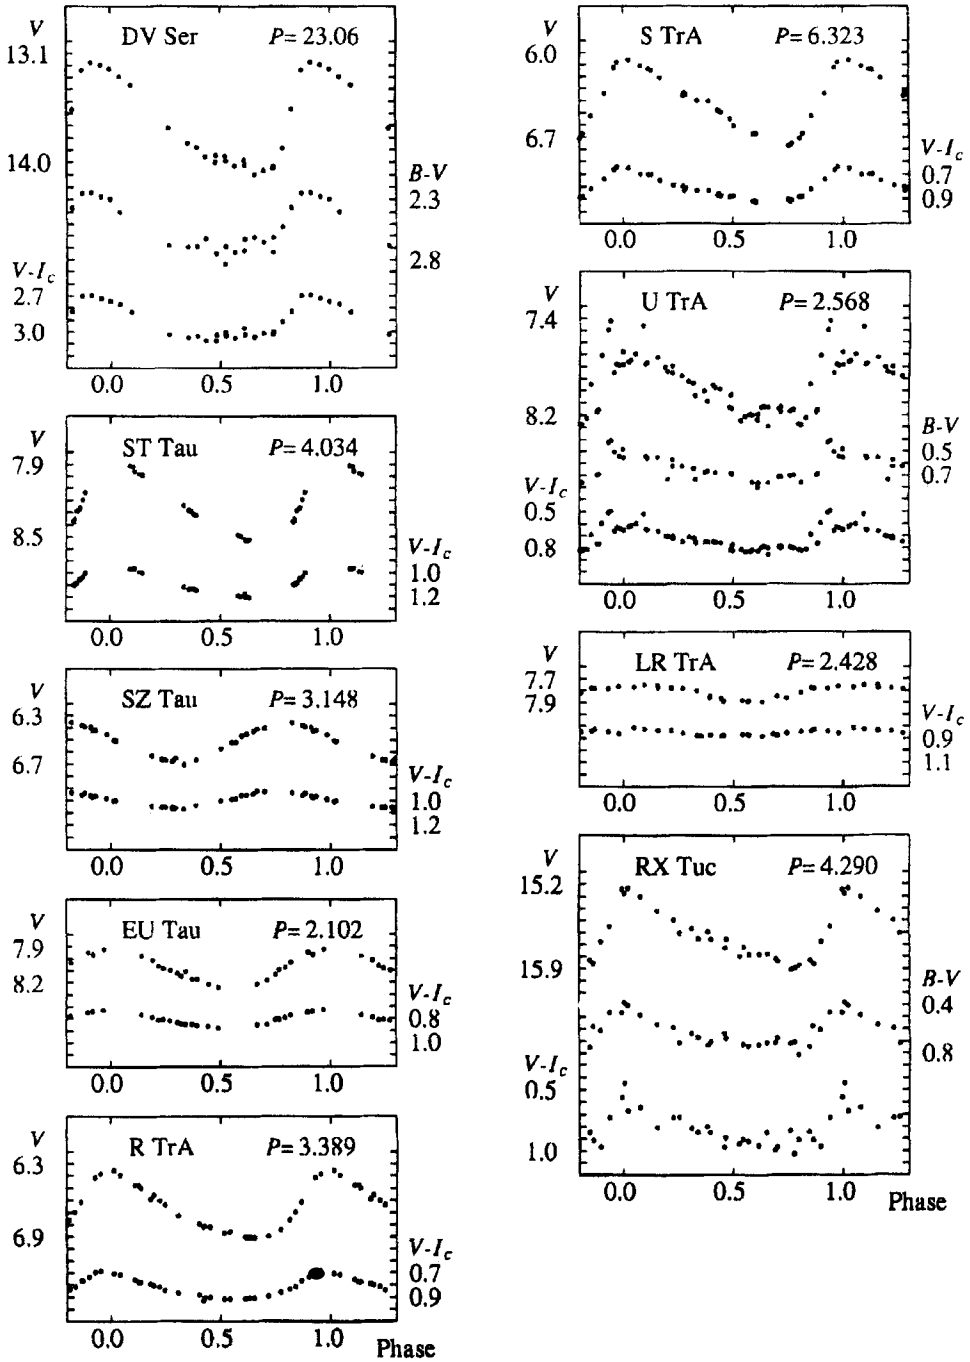 V
DV Ser P= 23.06
13.1
14.0
B-V
2.3
2.8
V-Ic
2.7
3.0
0.0 0.5 1.0
V
ST Tau P= 4.034
7.9
8.5
V-Ic
1.0
1.2
0.0 0.5 1.0
V
SZ Tau P= 3.148
6.3
6.7
V-Ic
1.0
1.2
0.0 0.5 1.0
V
EU Tau P= 2.102
7.9
8.2
V-Ic
0.8
1.0
0.0 0.5 1.0
V
R TrA P= 3.389
6.3
6.9
V-Ic
0.7
0.9
0.0 0.5 1.0
Phase
V
S TrA P= 6.323
6.0
6.7
V-Ic
0.7
0.9
0.0 0.5 1.0
V
U TrA P= 2.568
7.4
8.2
B-V
0.5
0.7
V-Ic
0.5
0.8
0.0 0.5 1.0
V
LR TrA P= 2.428
7.7
7.9
V-Ic
0.9
1.1
0.0 0.5 1.0
V
RX Tuc P= 4.290
15.2
15.9
B-V
0.4
0.8
V-Ic
0.5
1.0
0.0 0.5 1.0
Phase